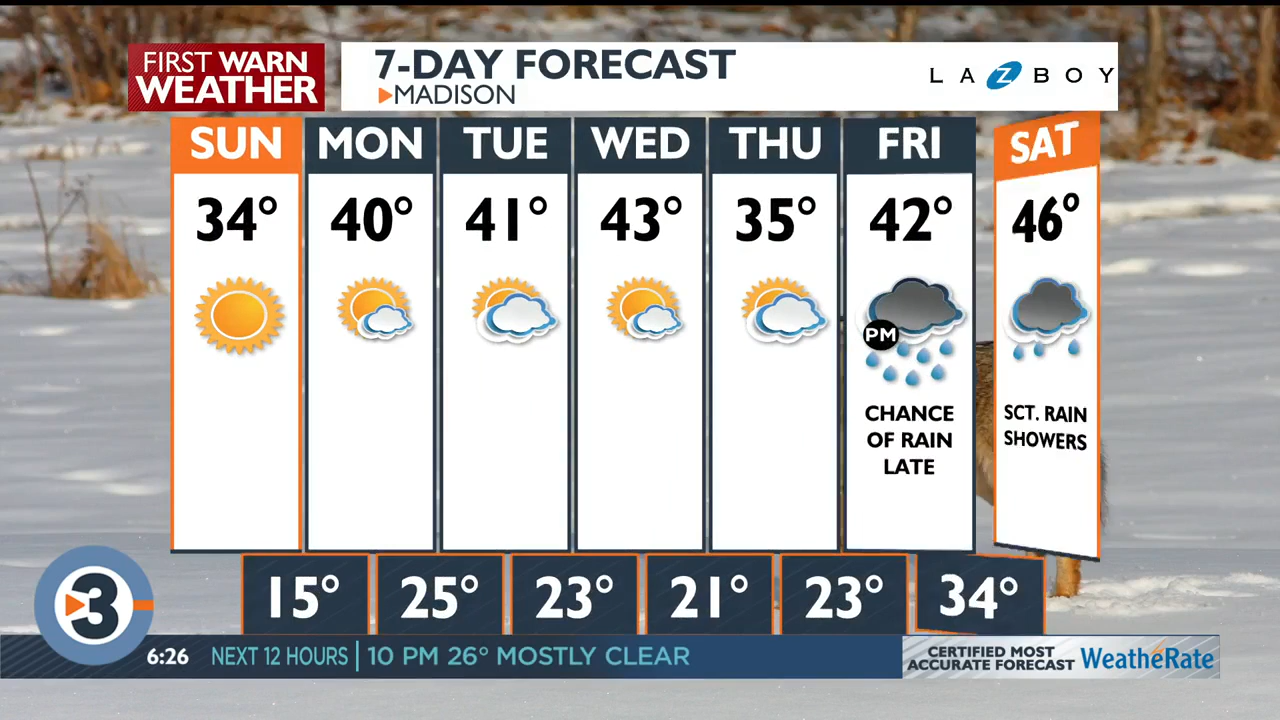 FIRST WARN
WEATHER
7-DAY FORECAST
MADISON
LA Z BOY
SUN
MON
TUE
WED
THU
FRI
SAT
34°
40°
41°
43°
35°
42°
46°
PM
CHANCE
OF RAIN
LATE
SCT. RAIN
SHOWERS
15°
25°
23°
21°
23°
34°
3
6:26
NEXT 12 HOURS
10 PM 26° MOSTLY CLEAR
CERTIFIED MOST
ACCURATE FORECAST
WeatheRate